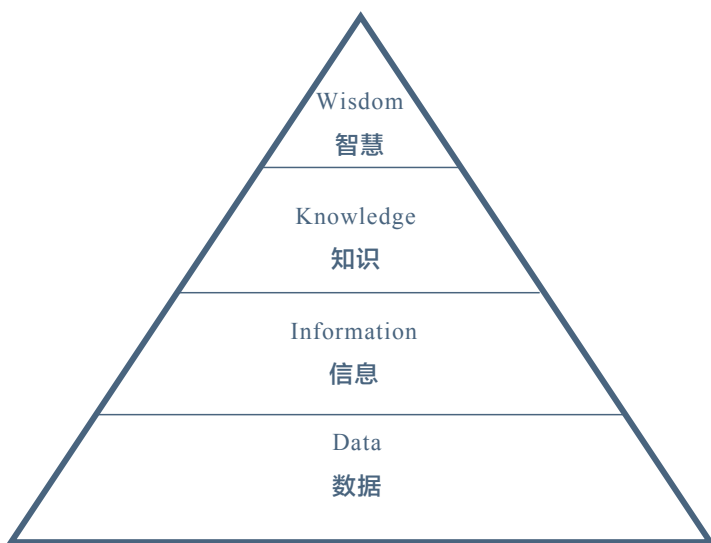 Wisdom
智慧
Knowledge
知识
Information
信息
Data
数据